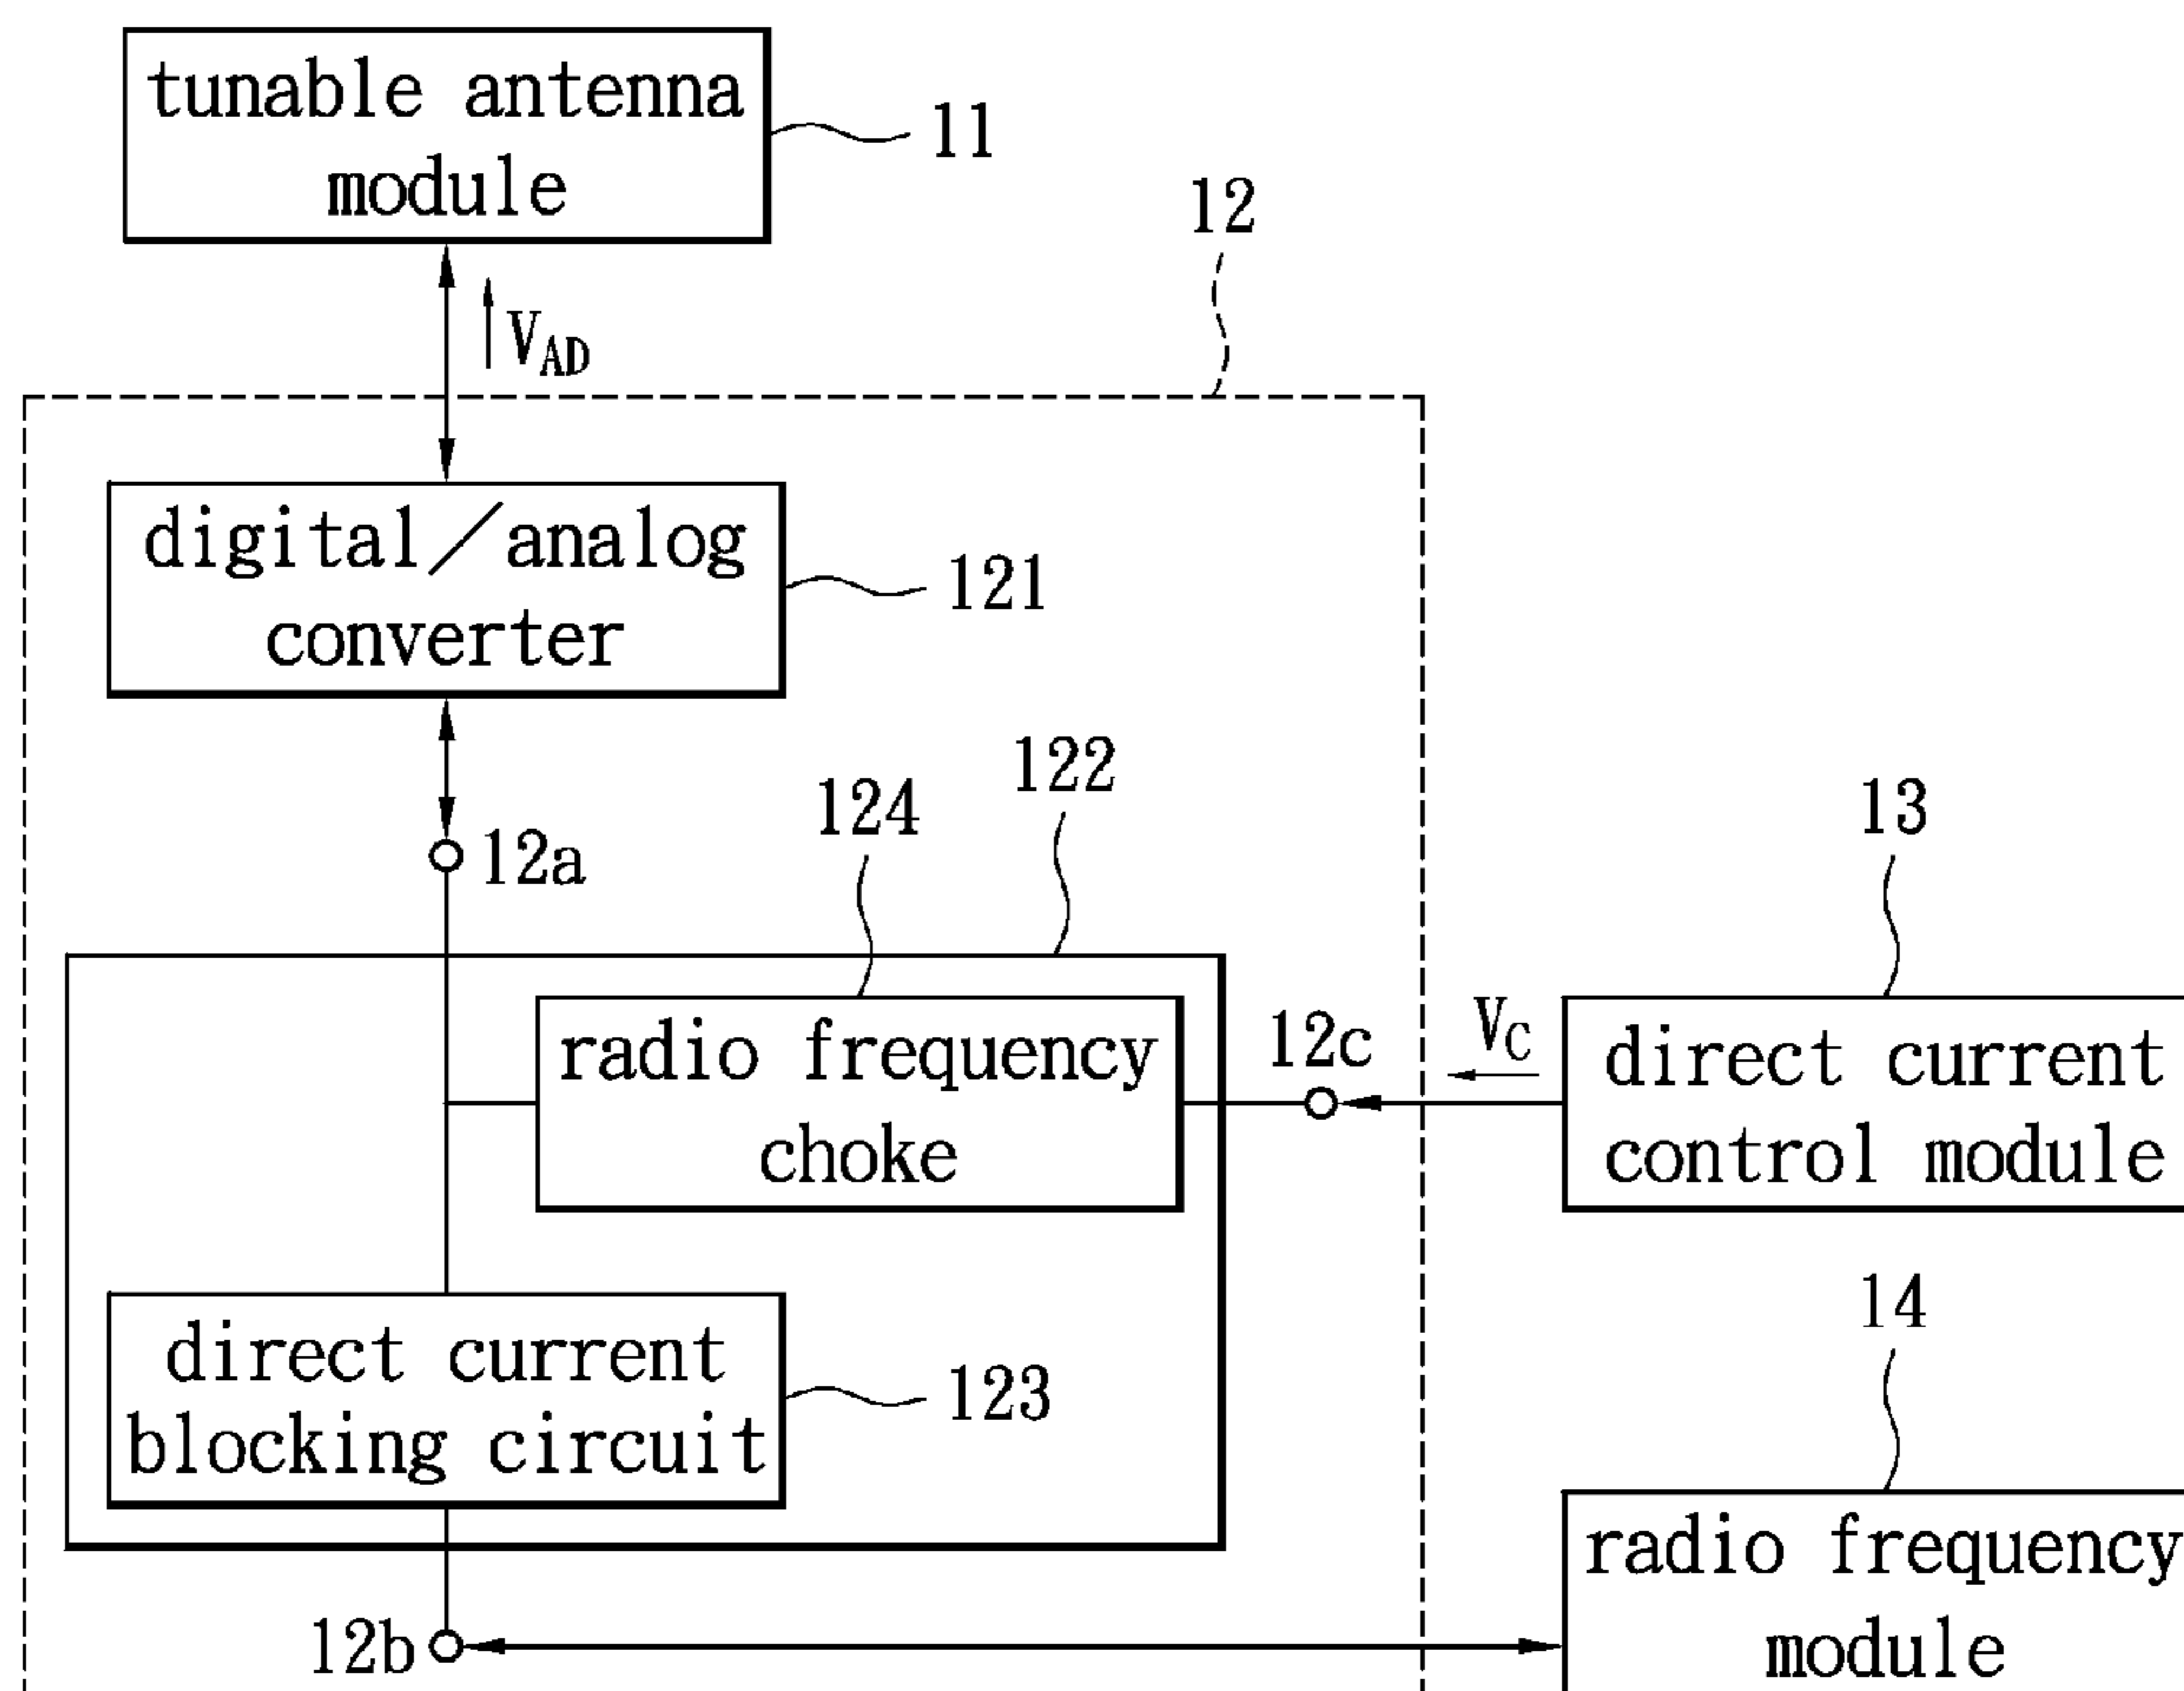 tunable antenna
module
11
12
VAD
digital/analog
converter
121
122
124
13
12a
radio frequency
choke
12c
VC
direct current
control module
direct current
blocking circuit
123
14
radio frequency
module
12b